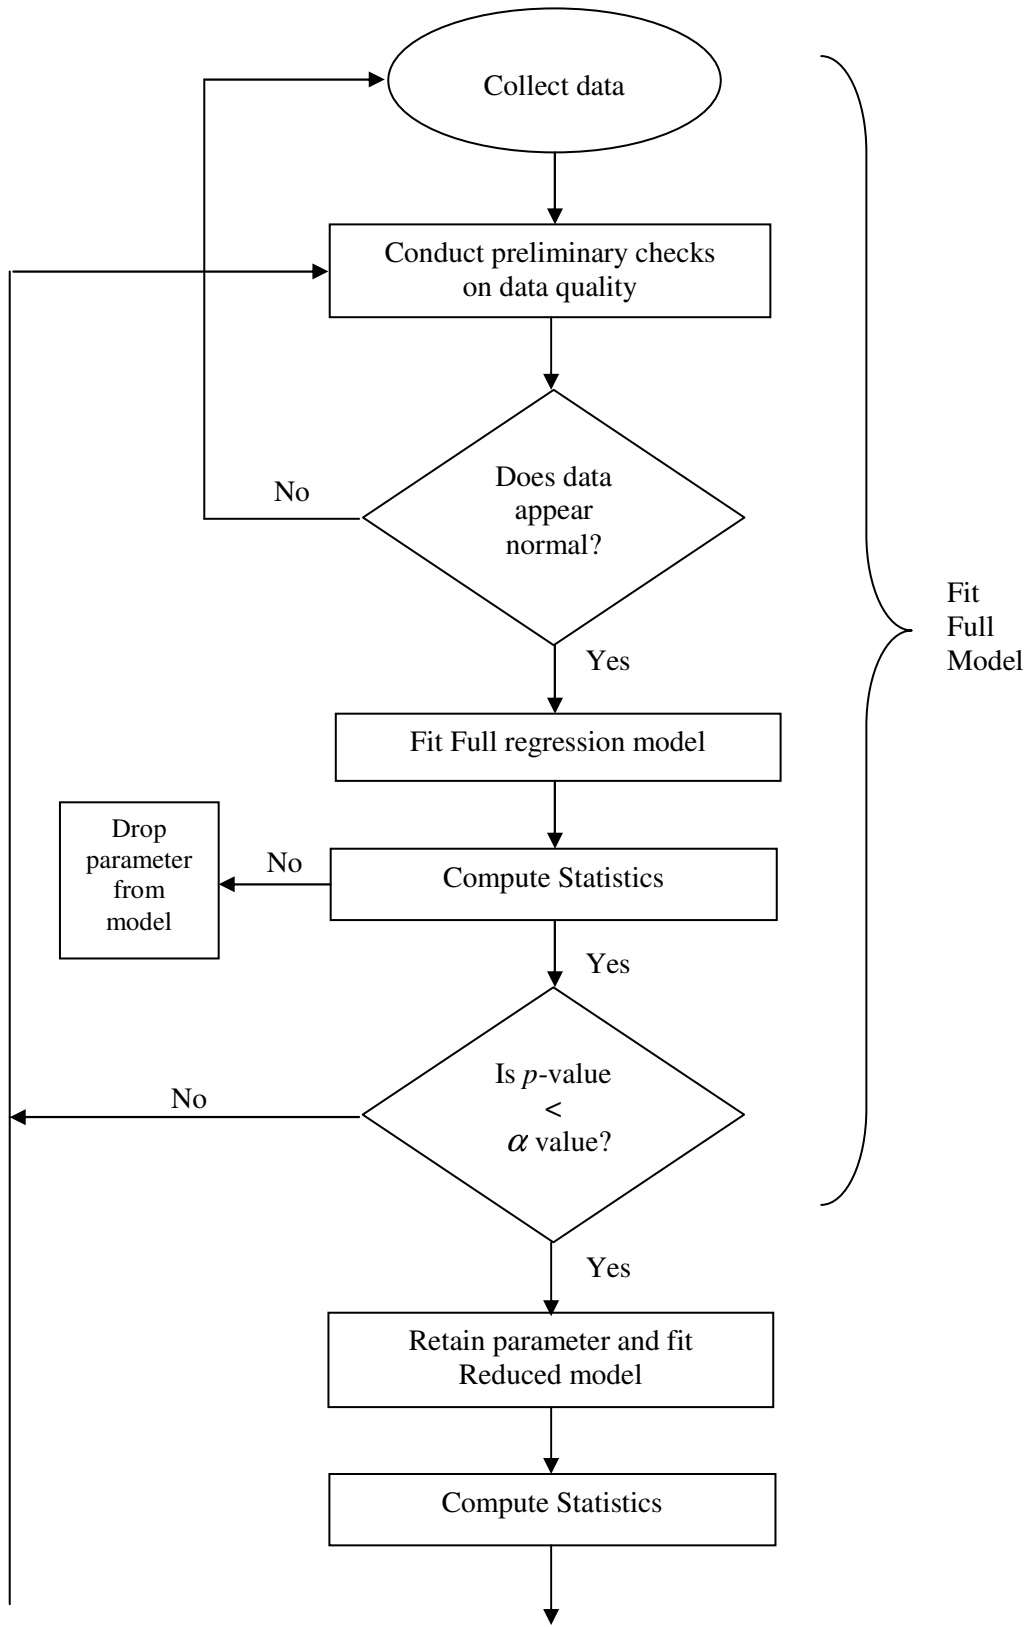 Collect data
Conduct preliminary checks
on data quality
Does data
appear
normal?
No
Yes
Fit
Full
Model
Fit Full regression model
Drop
parameter
from
model
No
Compute Statistics
Yes
Is p-value
<
α value?
No
Yes
Retain parameter and fit
Reduced model
Compute Statistics